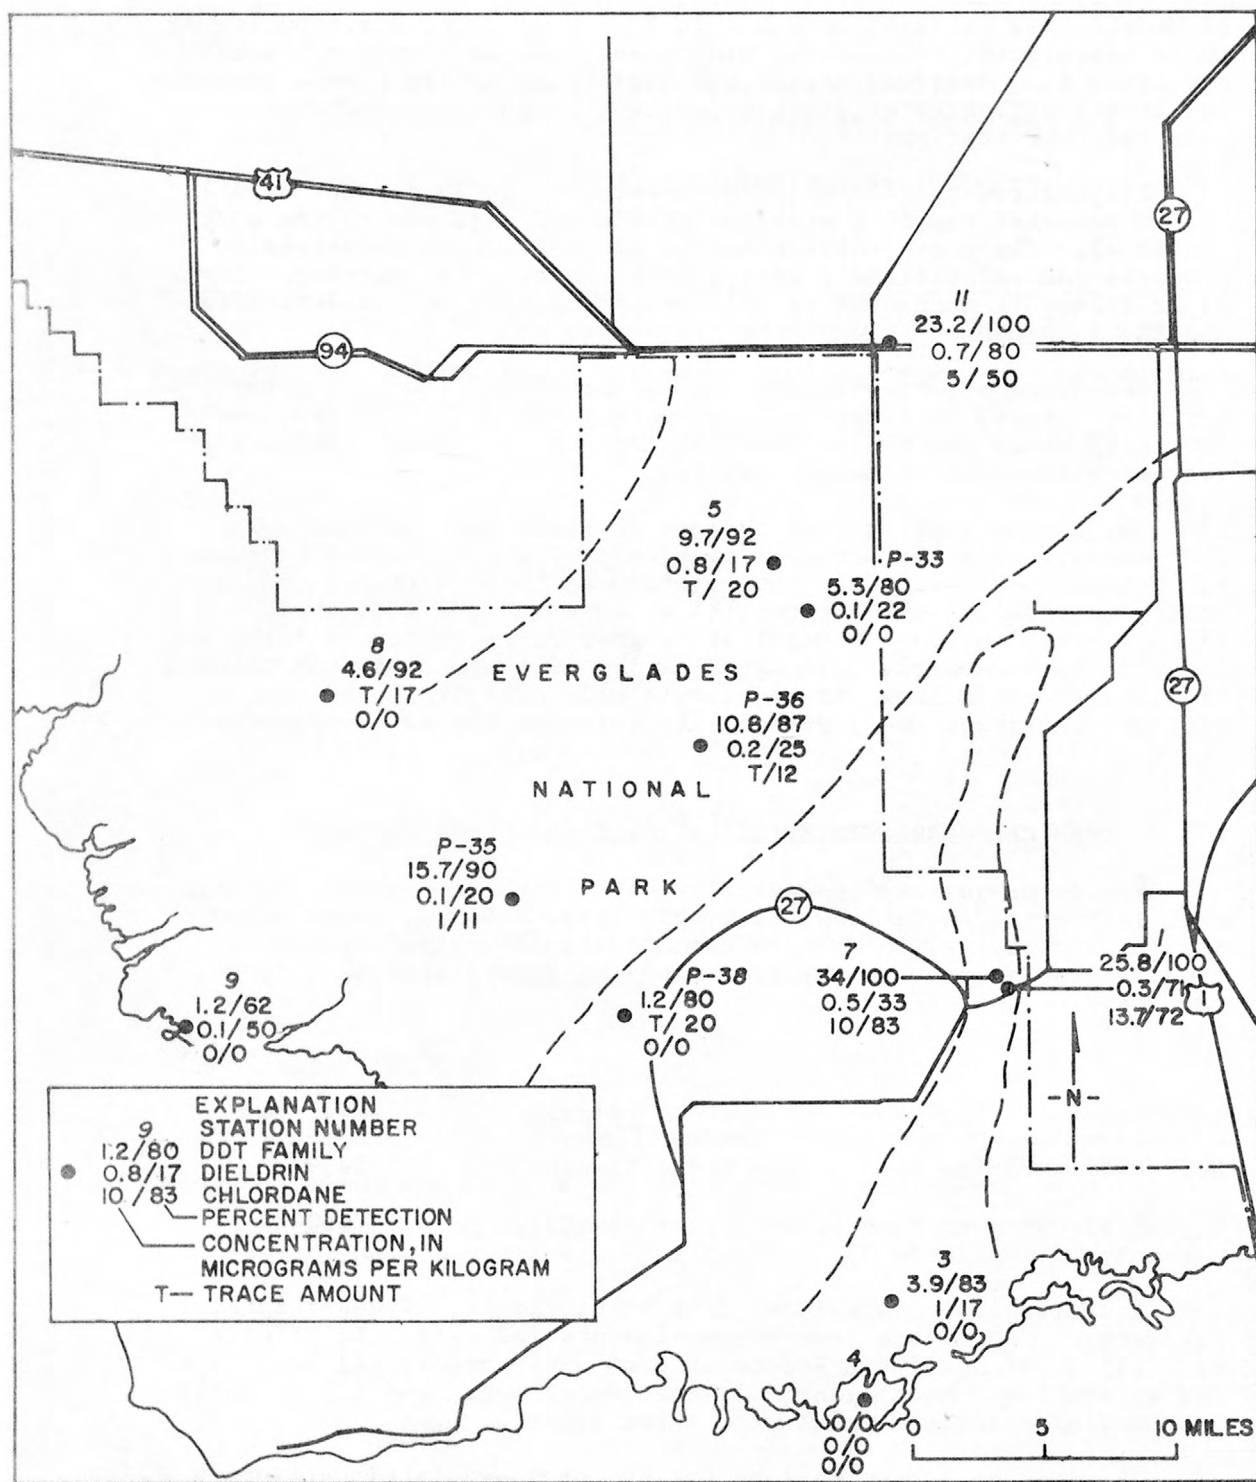 41
27
94
11
23.2/100
0.7/80
5/50
5
9.7/92
0.8/17
T/20
P-33
5.3/80
0.1/22
0/0
8
4.6/92
T/17
0/0
EVERGLADES
27
P-36
10.8/87
0.2/25
T/12
NATIONAL
P-35
15.7/90
0.1/20
1/11
PARK
27
9
1.2/62
0.1/50
0/0
P-38
1.2/80
T/20
0/0
7
34/100
0.5/33
10/83
25.8/100
0.3/71
13.7/72
1
-N-
EXPLANATION
9 STATION NUMBER
1.2/80 DDT FAMILY
0.8/17 DIELDRIN
10/83 CHLORDANE
PERCENT DETECTION
CONCENTRATION, IN
MICROGRAMS PER KILOGRAM
T— TRACE AMOUNT
3
3.9/83
1/17
0/0
4
0/0
0/0
0/0
0 5 10 MILES